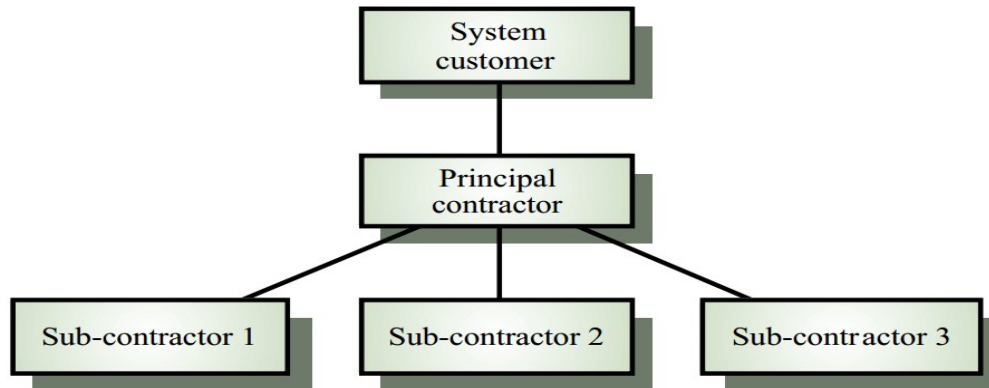 System
customer
Principal
contractor
Sub-contractor 1
Sub-contractor 2
Sub-contractor 3